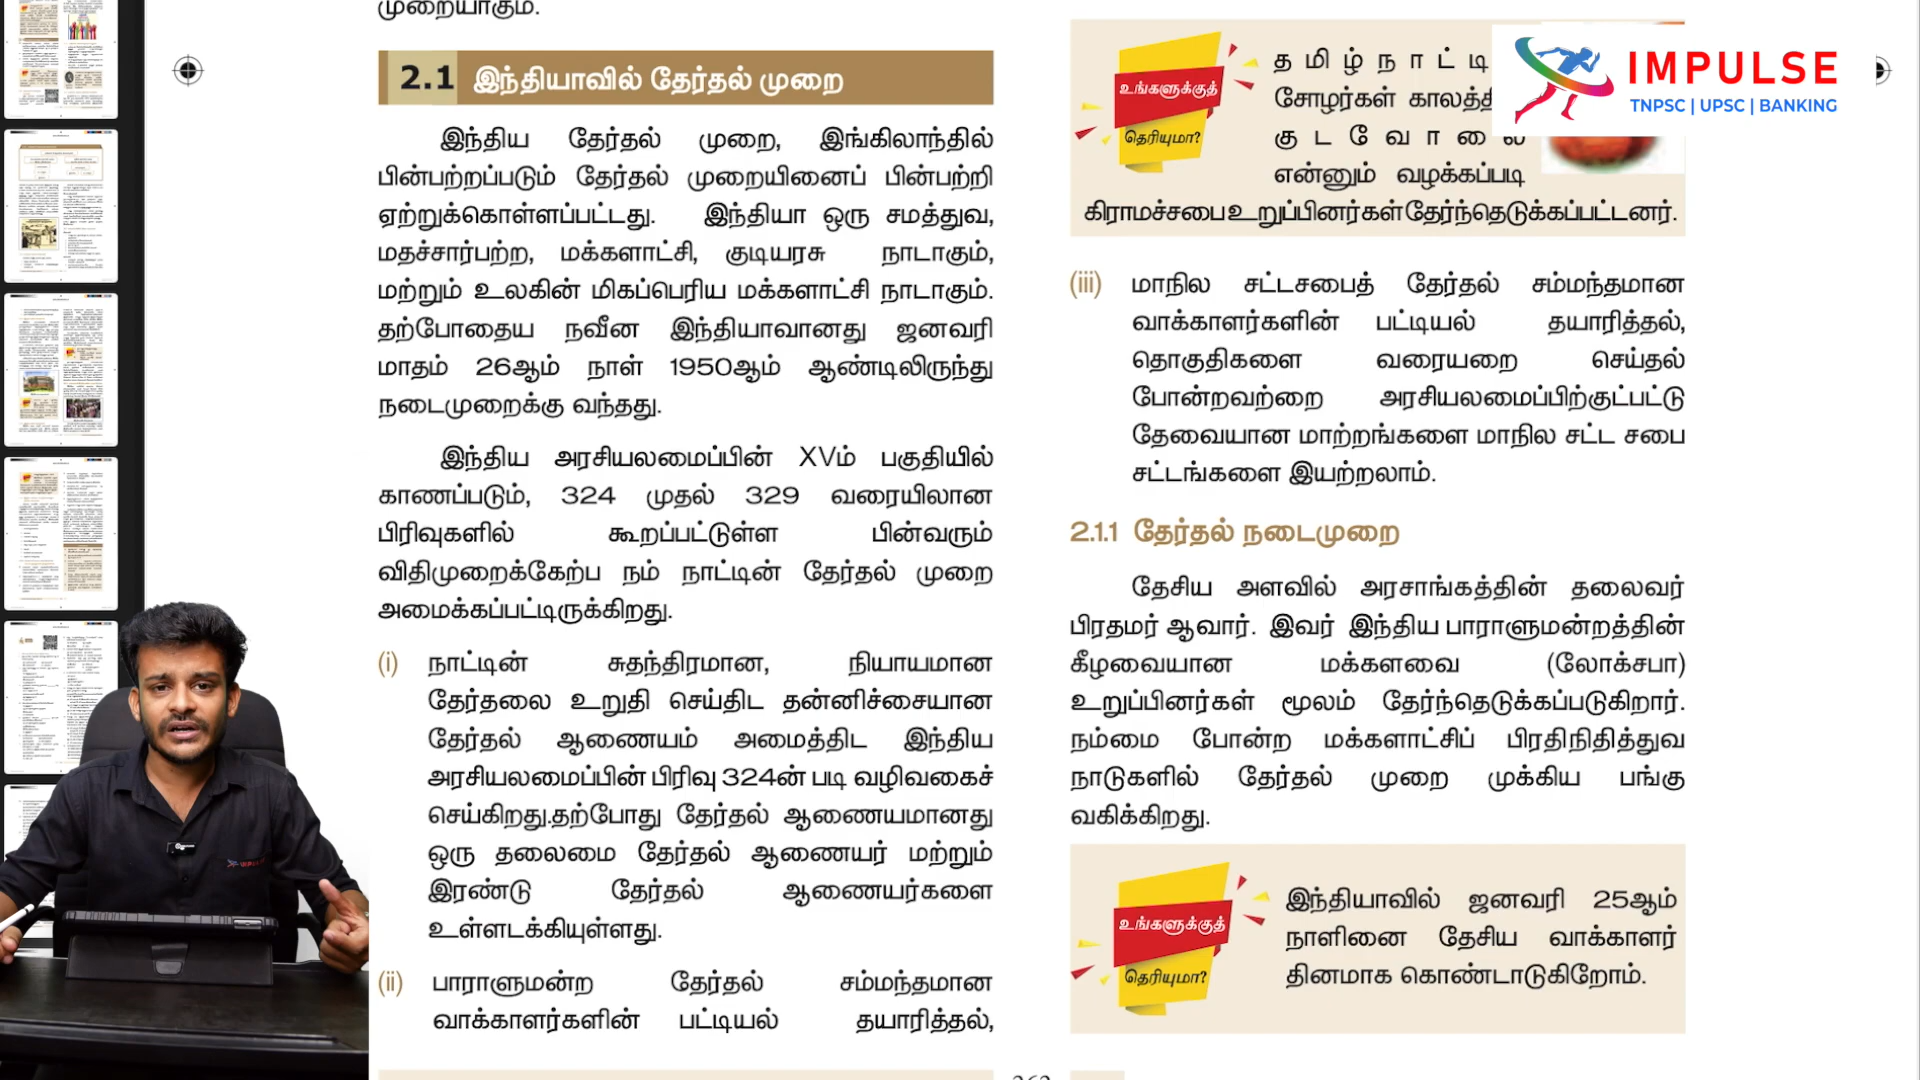 முறையாகும்.
2.1 இந்தியாவில் தேர்தல் முறை
இந்திய தேர்தல் முறை, இங்கிலாந்தில்
பின்பற்றப்படும் தேர்தல் முறையினைப் பின்பற்றி
ஏற்றுக்கொள்ளப்பட்டது. இந்தியா ஒரு சமத்துவ,
மதச்சார்பற்ற, மக்களாட்சி, குடியரசு நாடாகும்,
மற்றும் உலகின் மிகப்பெரிய மக்களாட்சி நாடாகும்.
தற்போதைய நவீன இந்தியாவானது ஜனவரி
மாதம் 26ஆம் நாள் 1950ஆம் ஆண்டிலிருந்து
நடைமுறைக்கு வந்தது.
இந்திய அரசியலமைப்பின் XVம் பகுதியில்
காணப்படும், 324 முதல் 329 வரையிலான
பிரிவுகளில் கூறப்பட்டுள்ள பின்வரும்
விதிமுறைக்கேற்ப நம் நாட்டின் தேர்தல் முறை
அமைக்கப்பட்டிருக்கிறது.
(i) நாட்டின் சுதந்திரமான, நியாயமான
தேர்தலை உறுதி செய்திட தன்னிச்சையான
தேர்தல் ஆணையம் அமைத்திட இந்திய
அரசியலமைப்பின் பிரிவு 324ன் படி வழிவகைச்
செய்கிறது.தற்போது தேர்தல் ஆணையமானது
ஒரு தலைமை தேர்தல் ஆணையர் மற்றும்
இரண்டு தேர்தல் ஆணையர்களை
உள்ளடக்கியுள்ளது.
(ii) பாராளுமன்ற தேர்தல் சம்மந்தமான
வாக்காளர்களின் பட்டியல் தயாரித்தல்,
உங்களுக்குத்
தெரியுமா?
த மி ழ் நா ட் டி
சோழர்கள்
கு ட வோ லை
என்னும் வழக்கப்படி
கிராமச்சபை உறுப்பினர்கள் தேர்ந்தெடுக்கப்பட்டனர்.
IMPULSE
TNPSC | UPSC | BANKING
(iii) மாநில சட்டசபைத் தேர்தல் சம்மந்தமான
வாக்காளர்களின் பட்டியல் தயாரித்தல்,
தொகுதிகளை வரையறை செய்தல்
போன்றவற்றை அரசியலமைப்பிற்குட்பட்டு
தேவையான மாற்றங்களை மாநில சட்ட சபை
சட்டங்களை இயற்றலாம்.
2.1.1 தேர்தல் நடைமுறை
தேசிய அளவில் அரசாங்கத்தின் தலைவர்
பிரதமர் ஆவார். இவர் இந்திய பாராளுமன்றத்தின்
கீழவையான மக்களவை (லோக்சபா)
உறுப்பினர்கள் மூலம் தேர்ந்தெடுக்கப்படுகிறார்.
நம்மை போன்ற மக்களாட்சிப் பிரதிநிதித்துவ
நாடுகளில் தேர்தல் முறை முக்கிய பங்கு
வகிக்கிறது.
உங்களுக்குத்
தெரியுமா?
இந்தியாவில் ஜனவரி 25ஆம்
நாளினை தேசிய வாக்காளர்
தினமாக கொண்டாடுகிறோம்.